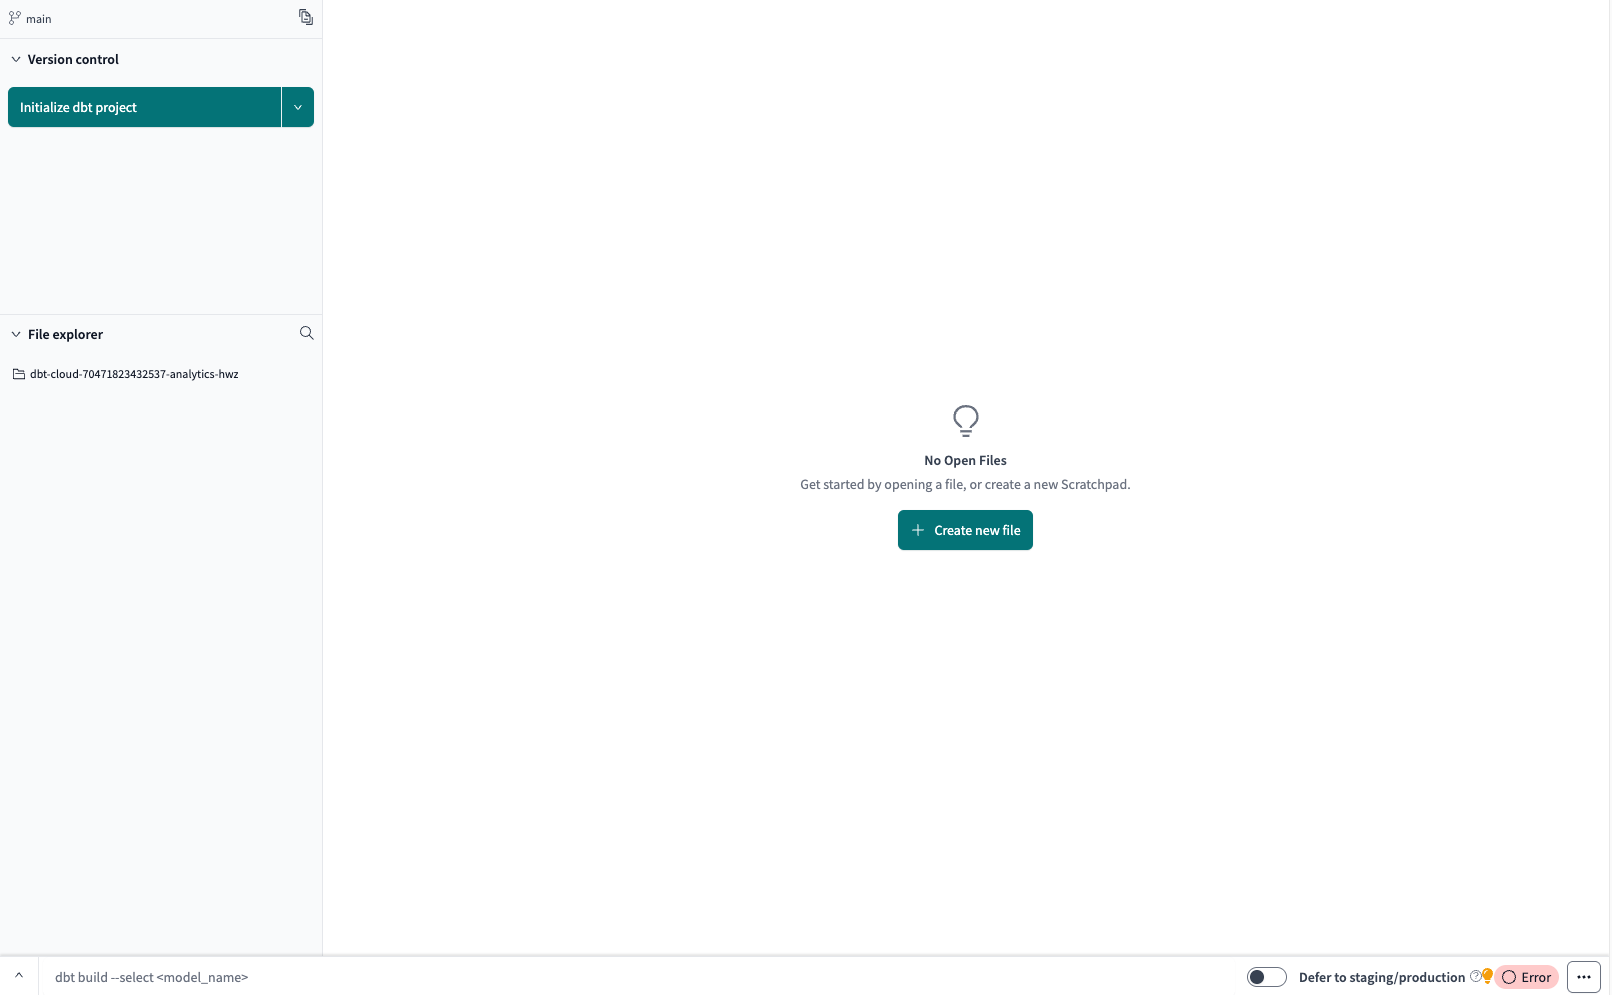 main
Version control
Initialize dbt project
File explorer
dbt-cloud-70471823432537-analytics-hwz
No Open Files
Get started by opening a file, or create a new Scratchpad.
Create new file
dbt build --select <model_name>
Defer to staging/production
Error